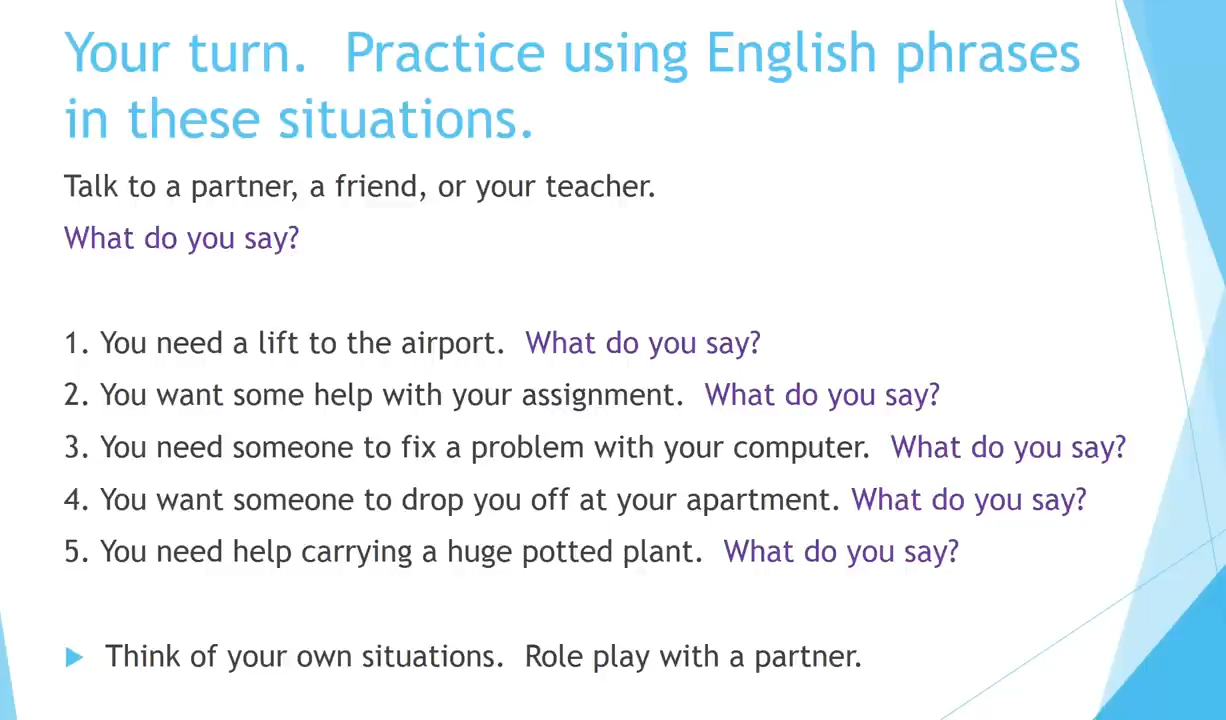 Your turn.  Practice using English phrases
in these situations.
Talk to a partner, a friend, or your teacher.
What do you say?
1. You need a lift to the airport.  What do you say?
2. You want some help with your assignment.  What do you say?
3. You need someone to fix a problem with your computer.  What do you say?
4. You want someone to drop you off at your apartment. What do you say?
5. You need help carrying a huge potted plant.  What do you say?
Think of your own situations.  Role play with a partner.